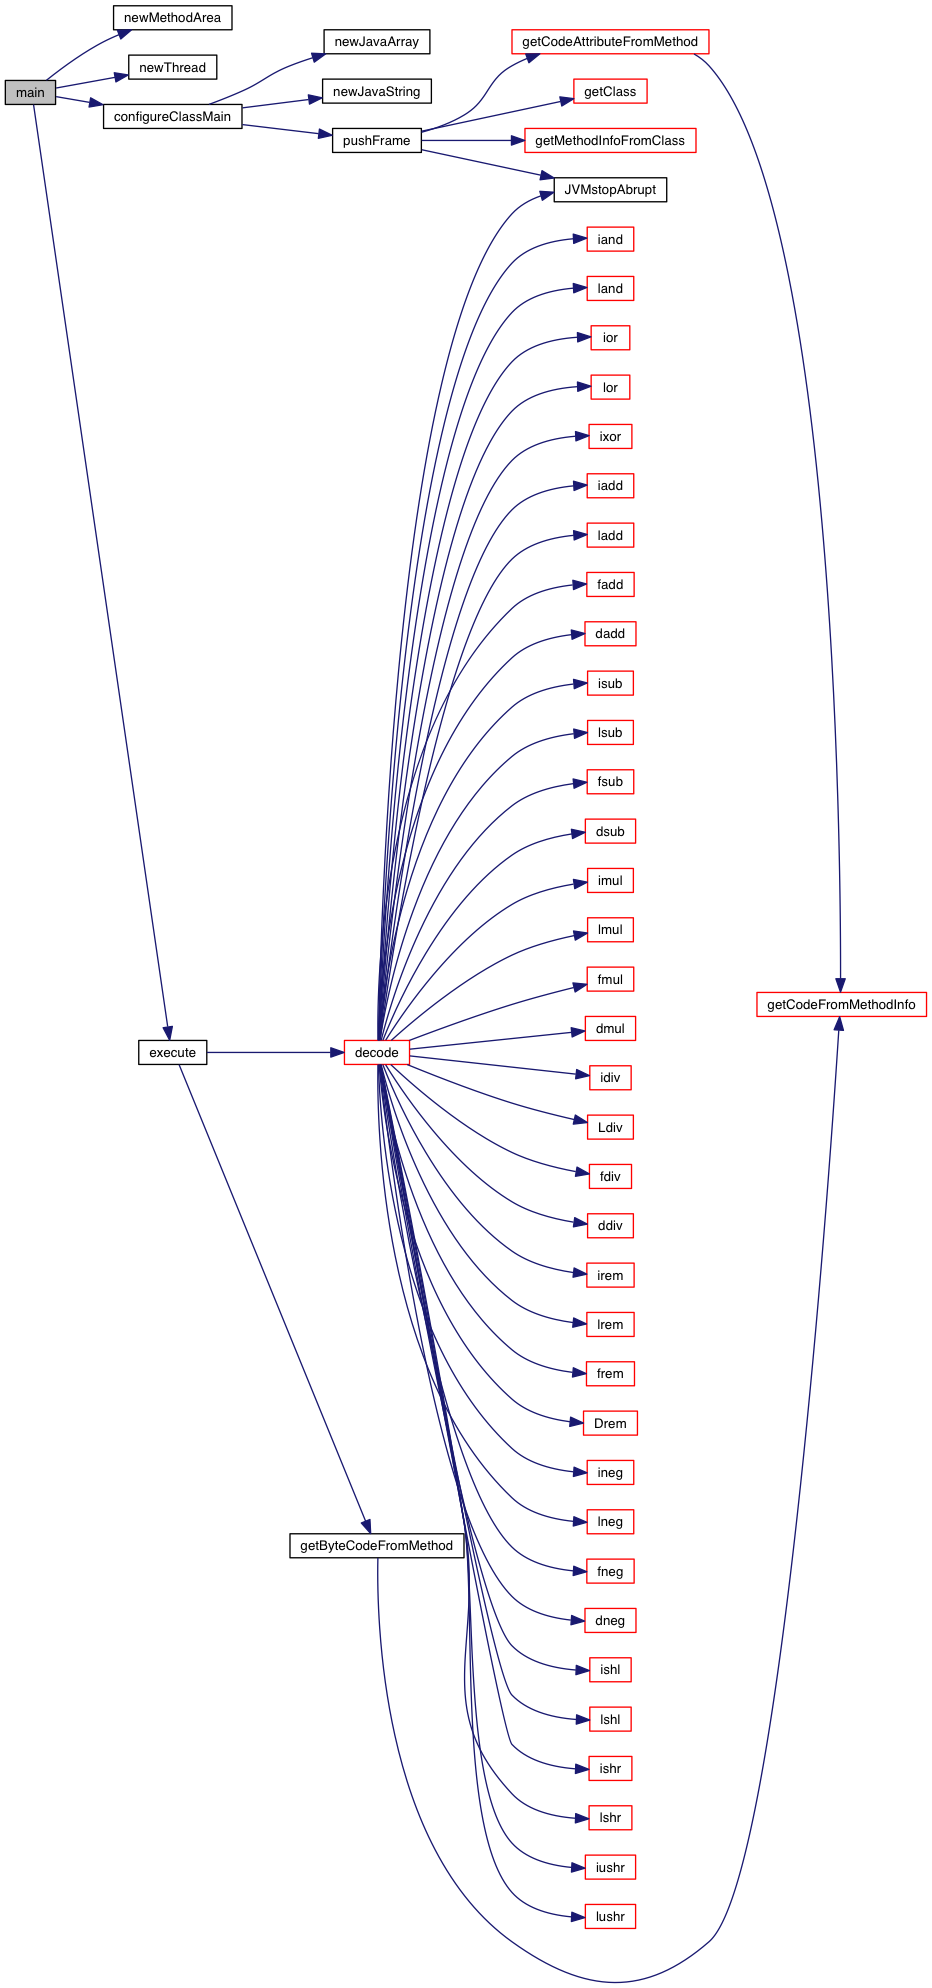 newMethodArea
newThread
main
configureClassMain
newJavaArray
newJavaString
pushFrame
getCodeAttributeFromMethod
getClass
getMethodInfoFromClass
JVMstopAbrupt
iand
land
ior
lor
ixor
iadd
ladd
fadd
dadd
isub
lsub
fsub
dsub
imul
lmul
fmul
getCodeFromMethodInfo
dmul
execute
decode
idiv
Ldiv
fdiv
ddiv
irem
lrem
frem
Drem
ineg
lneg
getByteCodeFromMethod
fneg
dneg
ishl
lshl
ishr
lshr
iushr
lushr